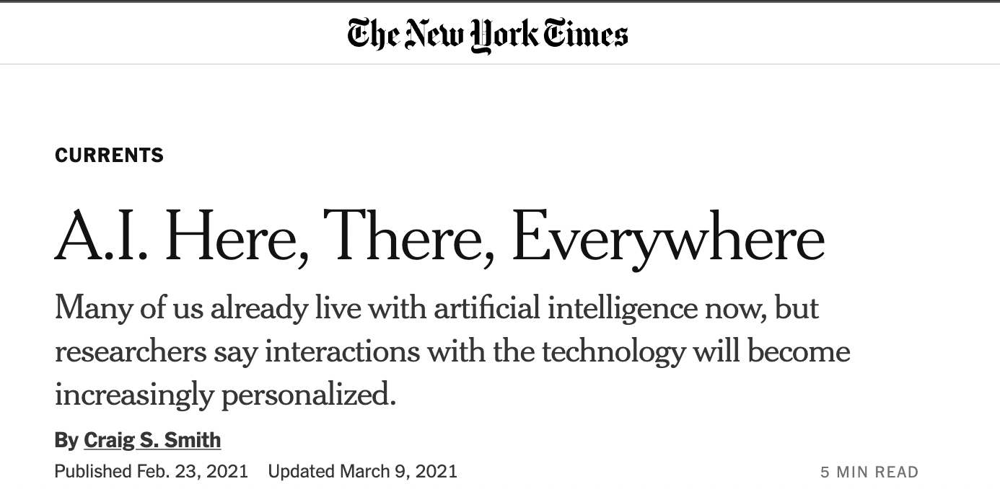 The New York Times
CURRENTS
A.I. Here, There, Everywhere
Many of us already live with artificial intelligence now, but
researchers say interactions with the technology will become
increasingly personalized.
By Craig S. Smith
Published Feb. 23, 2021 Updated March 9, 2021 5 MIN READ